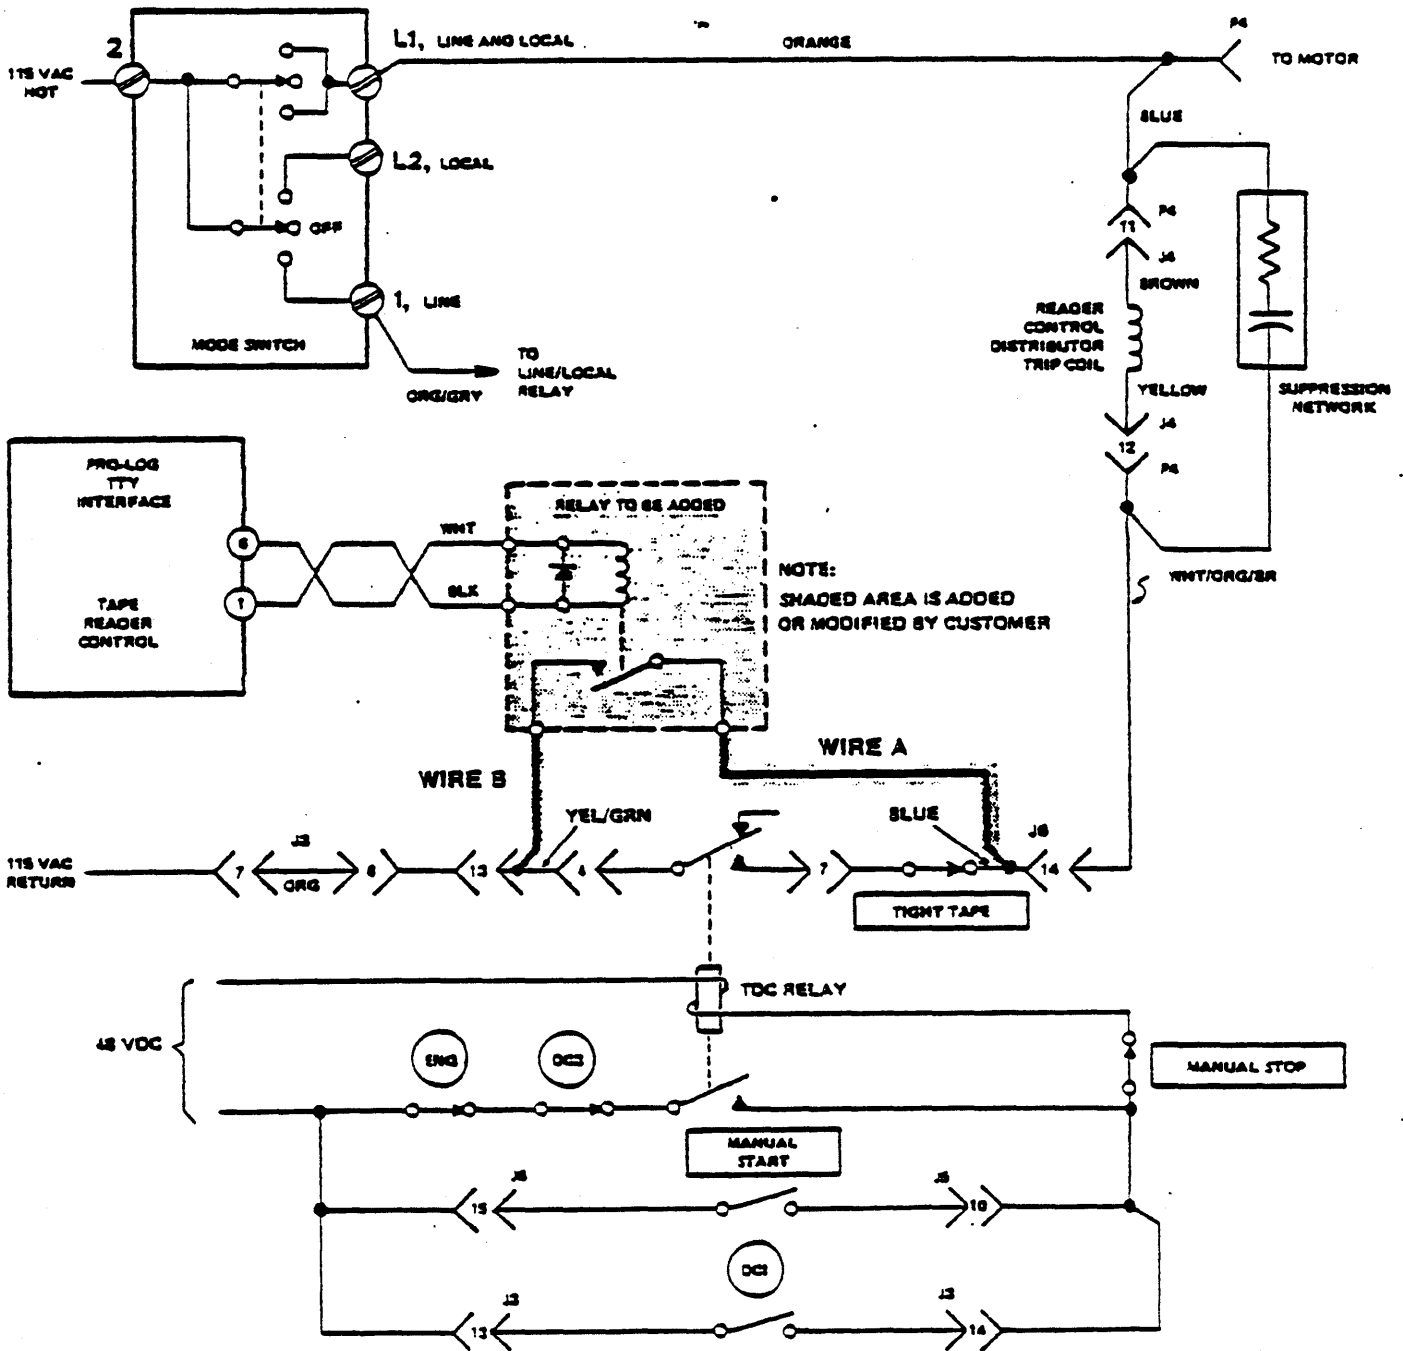 2
L1, LINE AND LOCAL
ORANGE
P4
TO MOTOR
115 VAC
HOT
BLUE
L2, LOCAL
OFF
P4
11
J4
BROWN
1, LINE
MODE SWITCH
TO
LINE/LOCAL
RELAY
ORG/GRY
READER
CONTROL
DISTRIBUTOR
TRIP COIL
YELLOW
SUPPRESSION
NETWORK
J4
12
P4
PRO-LOG
TTY
INTERFACE
6
WHT
RELAY TO BE ADDED
NOTE:
SHADED AREA IS ADDED
OR MODIFIED BY CUSTOMER
WHT/ORG/BR
TAPE
READER
CONTROL
1
BLK
WIRE A
WIRE B
YEL/GRN
BLUE
J6
115 VAC
RETURN
7
J3
ORG
8
13
4
7
14
TIGHT TAPE
TDC RELAY
48 VDC
ENG
DC2
MANUAL STOP
MANUAL
START
15
J5
10
DC1
J3
13
J3
14